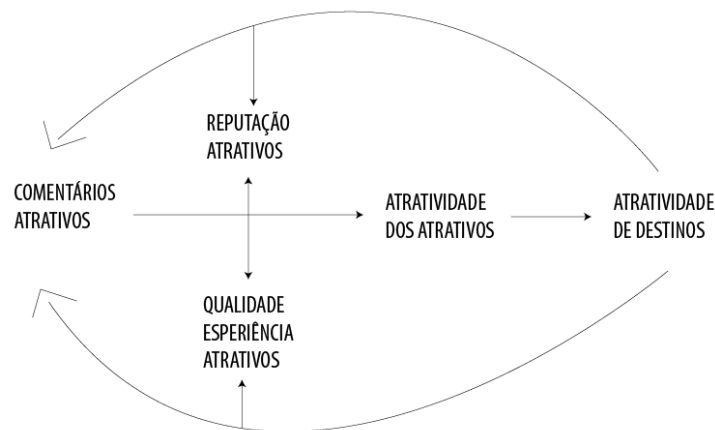 REPUTAÇÃO
ATRATIVOS
COMENTÁRIOS
ATRATIVOS
ATRATIVIDADE
DOS ATRATIVOS
ATRATIVIDADE
DE DESTINOS
QUALIDADE
ESPERIÊNCIA
ATRATIVOS